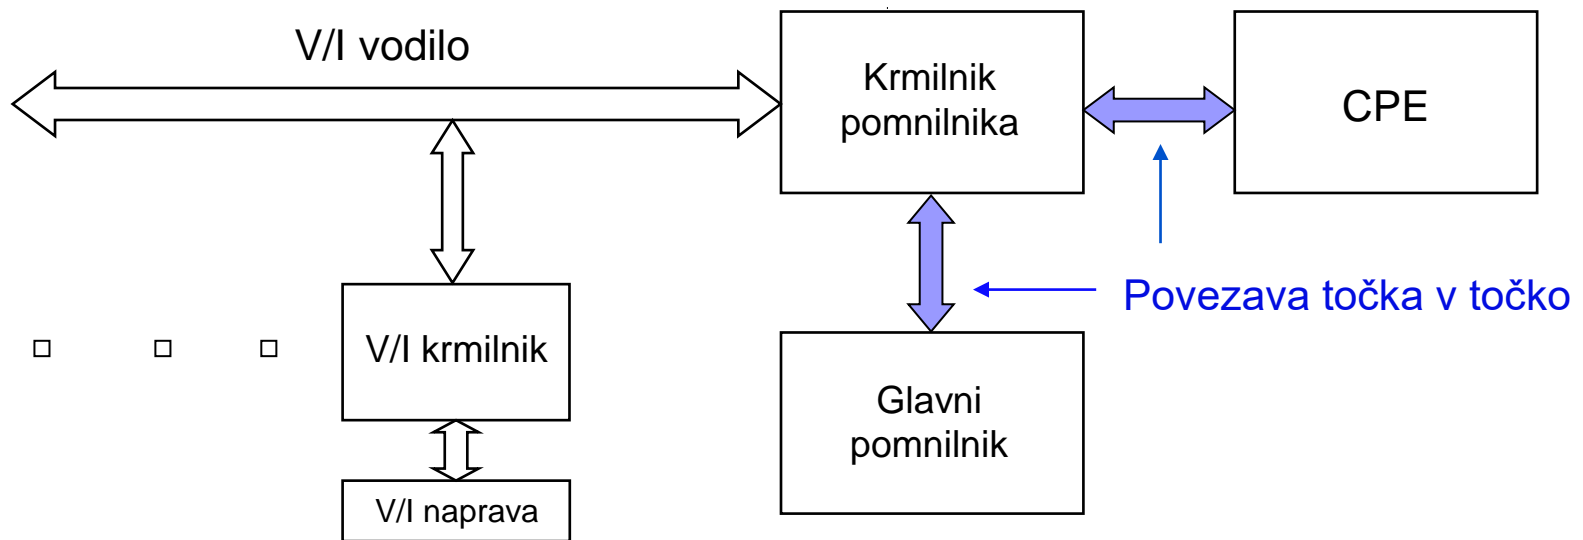 V/I vodilo
Krmilnik
pomnilnika
CPE
Povezava točka v točko
V/I krmilnik
Glavni
pomnilnik
V/I naprava